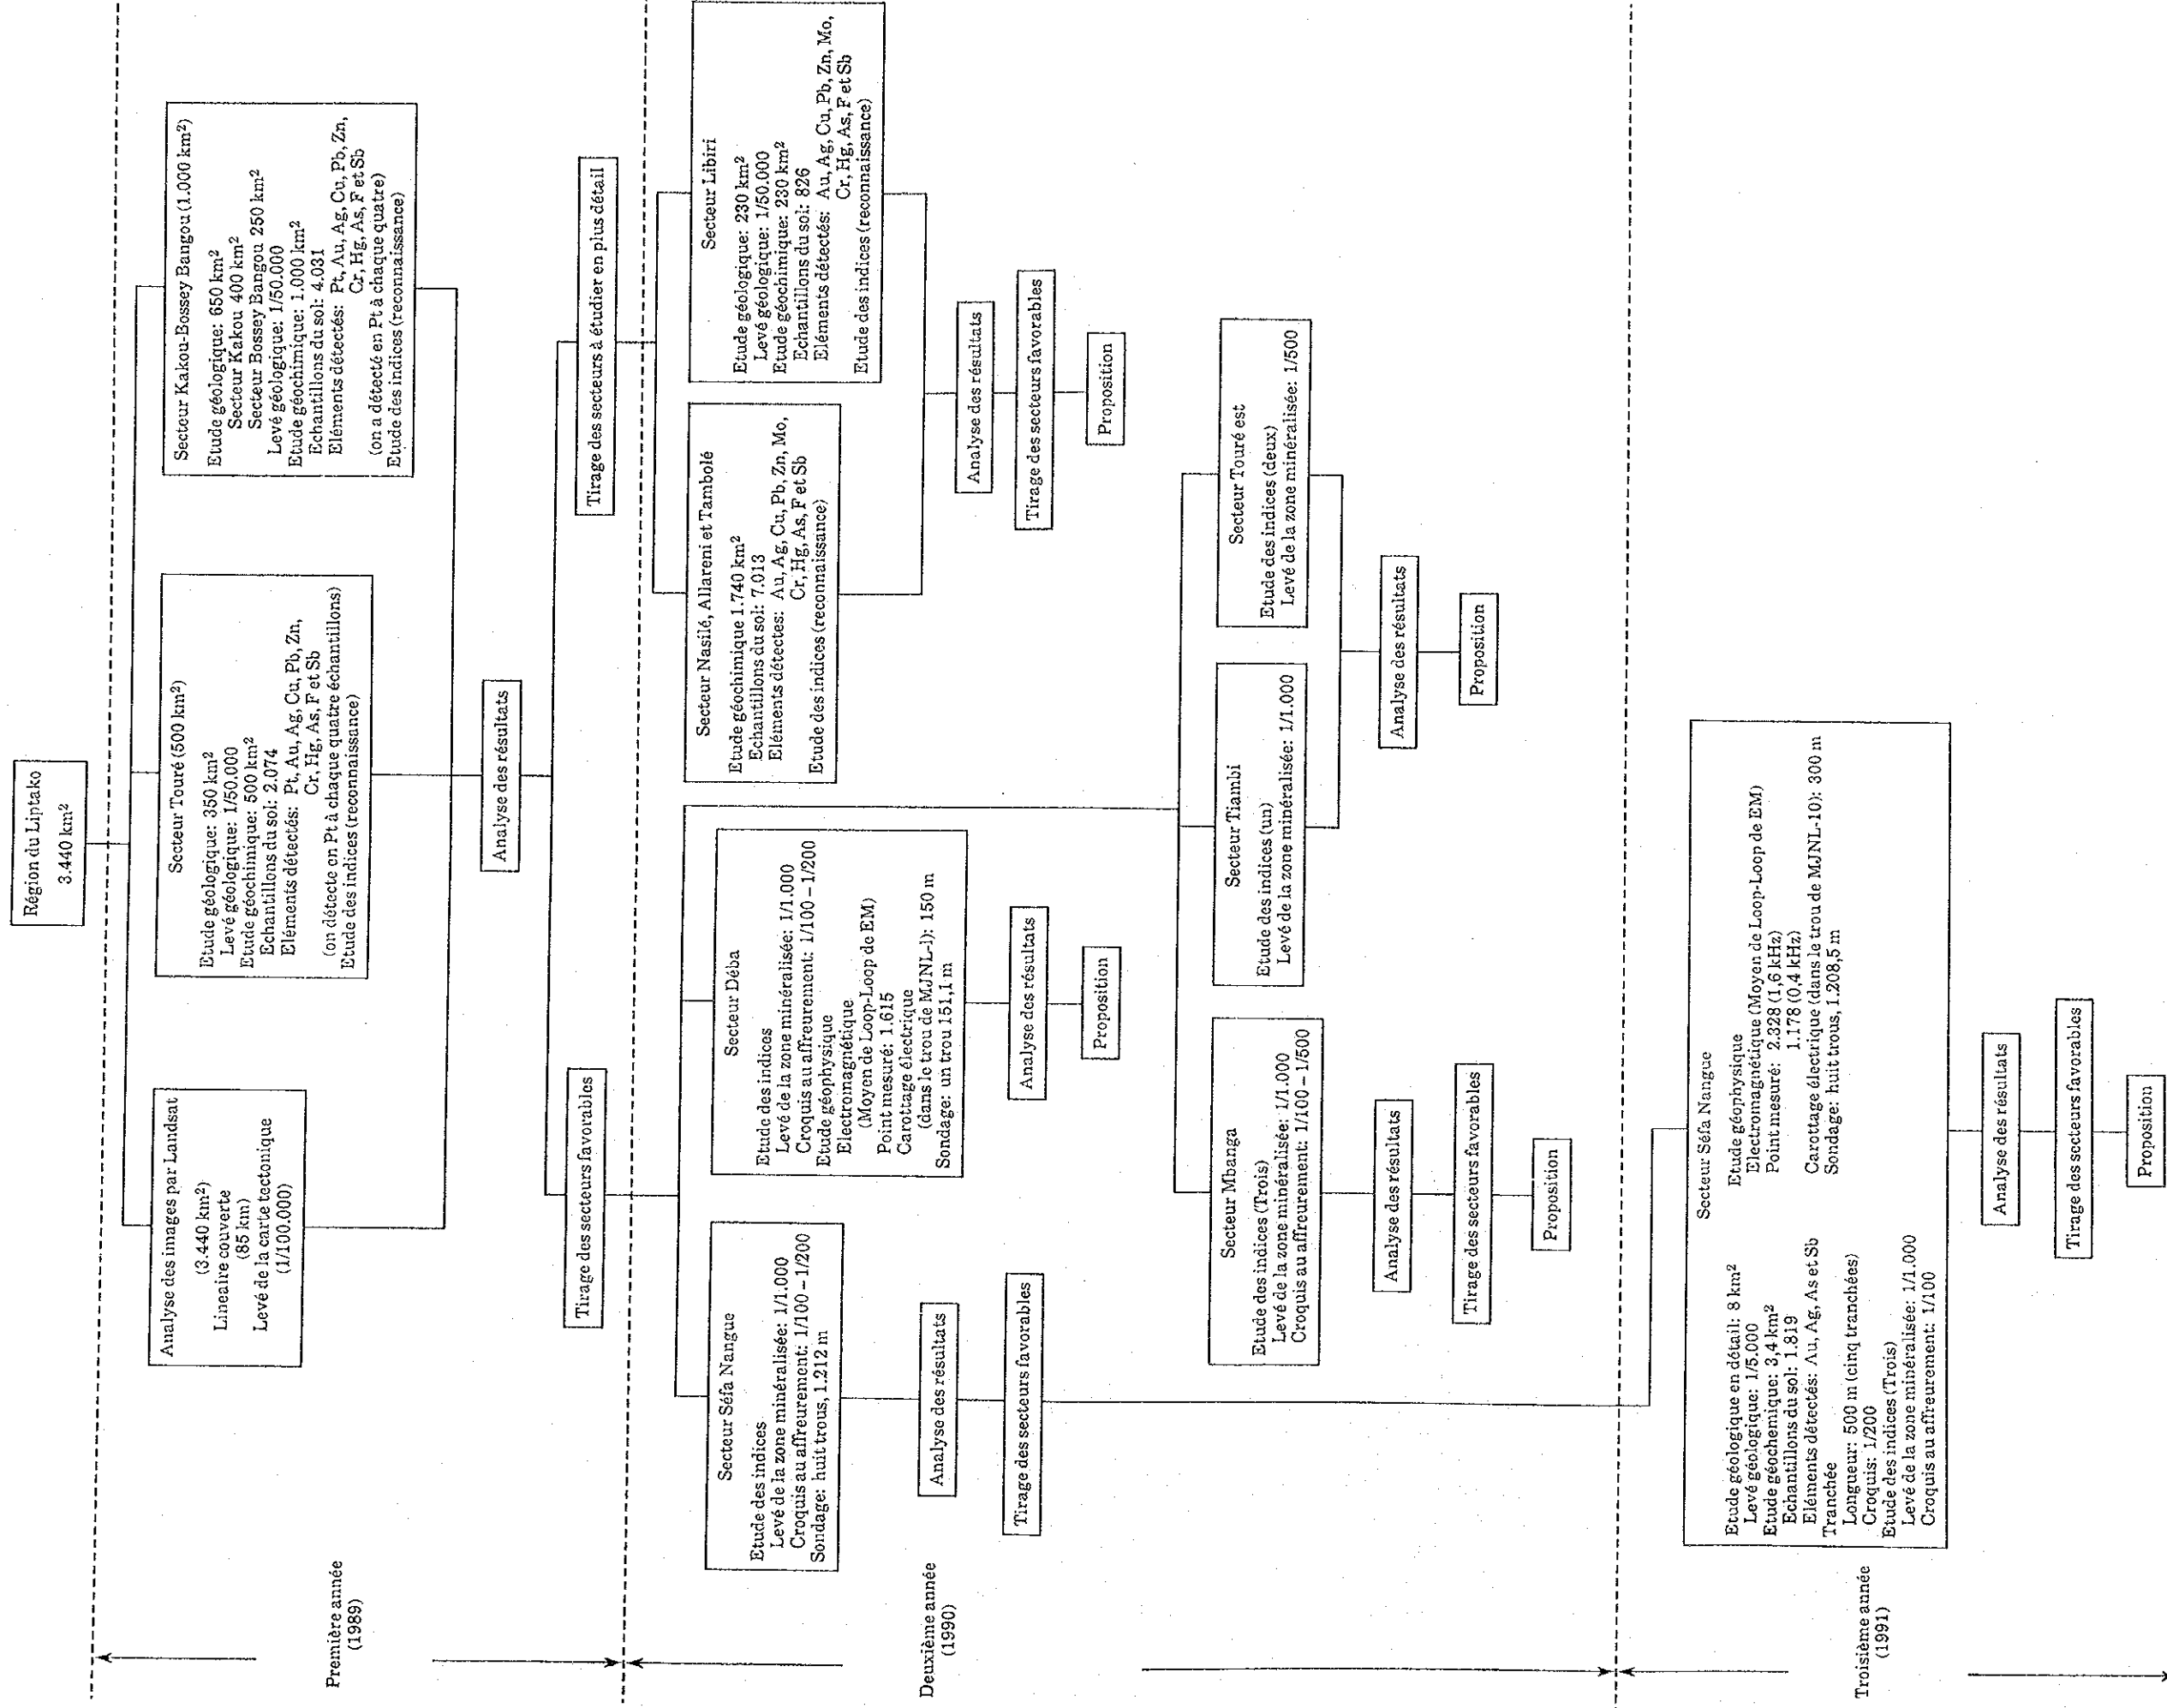 Région du Liptako
3.440 km²
Première année
(1989)
Analyse des images par Landsat
(3.440 km²)
Lineaire couverte
(85 km)
Levé de la carte tectonique
(1/100.000)
Secteur Touré (500 km²)
Etude géologique: 350 km²
Levé géologique: 1/50.000
Etude géochimique: 500 km²
Echantillons du sol: 2.074
Eléments détectés: Pt, Au, Ag, Cu, Pb, Zn,
Cr, Hg, As, F et Sb
(on détecte en Pt à chaque quatre échantillons)
Etude des indices (reconnaissance)
Secteur Kakou-Bossey Bangou (1.000 km²)
Etude géologique: 650 km²
Secteur Kakou 400 km²
Secteur Bossey Bangou 250 km²
Levé géologique: 1/50.000
Etude géochimique: 1.000 km²
Echantillons du sol: 4.031
Eléments détectés: Pt, Au, Ag, Cu, Pb, Zn,
Cr, Hg, As, F et Sb
(on a détecté en Pt à chaque quatre)
Etude des indices (reconnaissance)
Analyse des résultats
Tirage des secteurs favorables
Tirage des secteurs à étudier en plus détail
Deuxième année
(1990)
Secteur Séfa Nangue
Etude des indices
Levé de la zone minéralisée: 1/1.000
Croquis au affreurement: 1/100 – 1/200
Sondage: huit trous, 1.212 m
Analyse des résultats
Tirage des secteurs favorables
Secteur Déba
Etude des indices
Levé de la zone minéralisée: 1/1.000
Croquis au affreurement: 1/100 – 1/200
Etude géophysique
Electromagnétique
(Moyen de Loop-Loop de EM)
Point mesuré: 1.615
Carottage électrique
(dans le trou de MJNL-1): 150 m
Sondage: un trou 151,1 m
Analyse des résultats
Proposition
Secteur Nasilé, Allareni et Tambolé
Etude géochimique 1.740 km²
Echantillons du sol: 7.013
Eléments détectes: Au, Ag, Cu, Pb, Zn, Mo,
Cr, Hg, As, F et Sb
Etude des indices (reconnaissance)
Secteur Libiri
Etude géologique: 230 km²
Levé géologique: 1/50.000
Etude géochimique: 230 km²
Echantillons du sol: 826
Eléments détectés: Au, Ag, Cu, Pb, Zn, Mo,
Cr, Hg, As, F et Sb
Etude des indices (reconnaissance)
Analyse des résultats
Tirage des secteurs favorables
Proposition
Secteur Mbanga
Etude des indices (Trois)
Levé de la zone minéralisée: 1/1.000
Croquis au affreurement: 1/100 – 1/500
Analyse des résultats
Tirage des secteurs favorables
Proposition
Secteur Tiambi
Etude des indices (un)
Levé de la zone minéralisée: 1/1.000
Secteur Touré est
Etude des indices (deux)
Levé de la zone minéralisée: 1/500
Analyse des résultats
Proposition
Troisième année
(1991)
Secteur Séfa Nangue
Etude géologique en détail: 8 km²
Levé géologique: 1/5.000
Etude géochemique: 3,4 km²
Echantillons du sol: 1.819
Eléments détectés: Au, Ag, As et Sb
Tranchée
Longueur: 500 m (cinq tranchées)
Croquis: 1/200
Etude des indices (Trois)
Levé de la zone minéralisée: 1/1.000
Croquis au affreurement: 1/100
Etude géophysique
Electromagnétique (Moyen de Loop-Loop de EM)
Point mesuré: 2.328 (1,6 kHz)
1.178 (0,4 kHz)
Carottage électrique (dans le trou de MJNL-10): 300 m
Sondage: huit trous, 1.208,5 m
Analyse des résultats
Tirage des secteurs favorables
Proposition